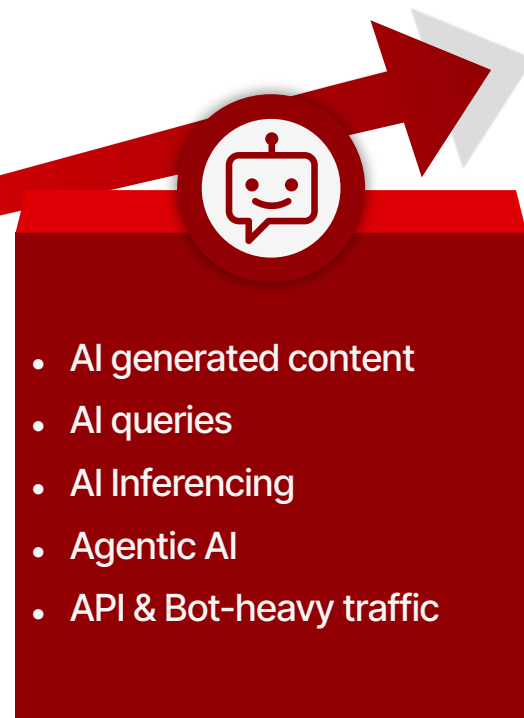 • AI generated content
• AI queries
• AI Inferencing
• Agentic AI
• API & Bot-heavy traffic